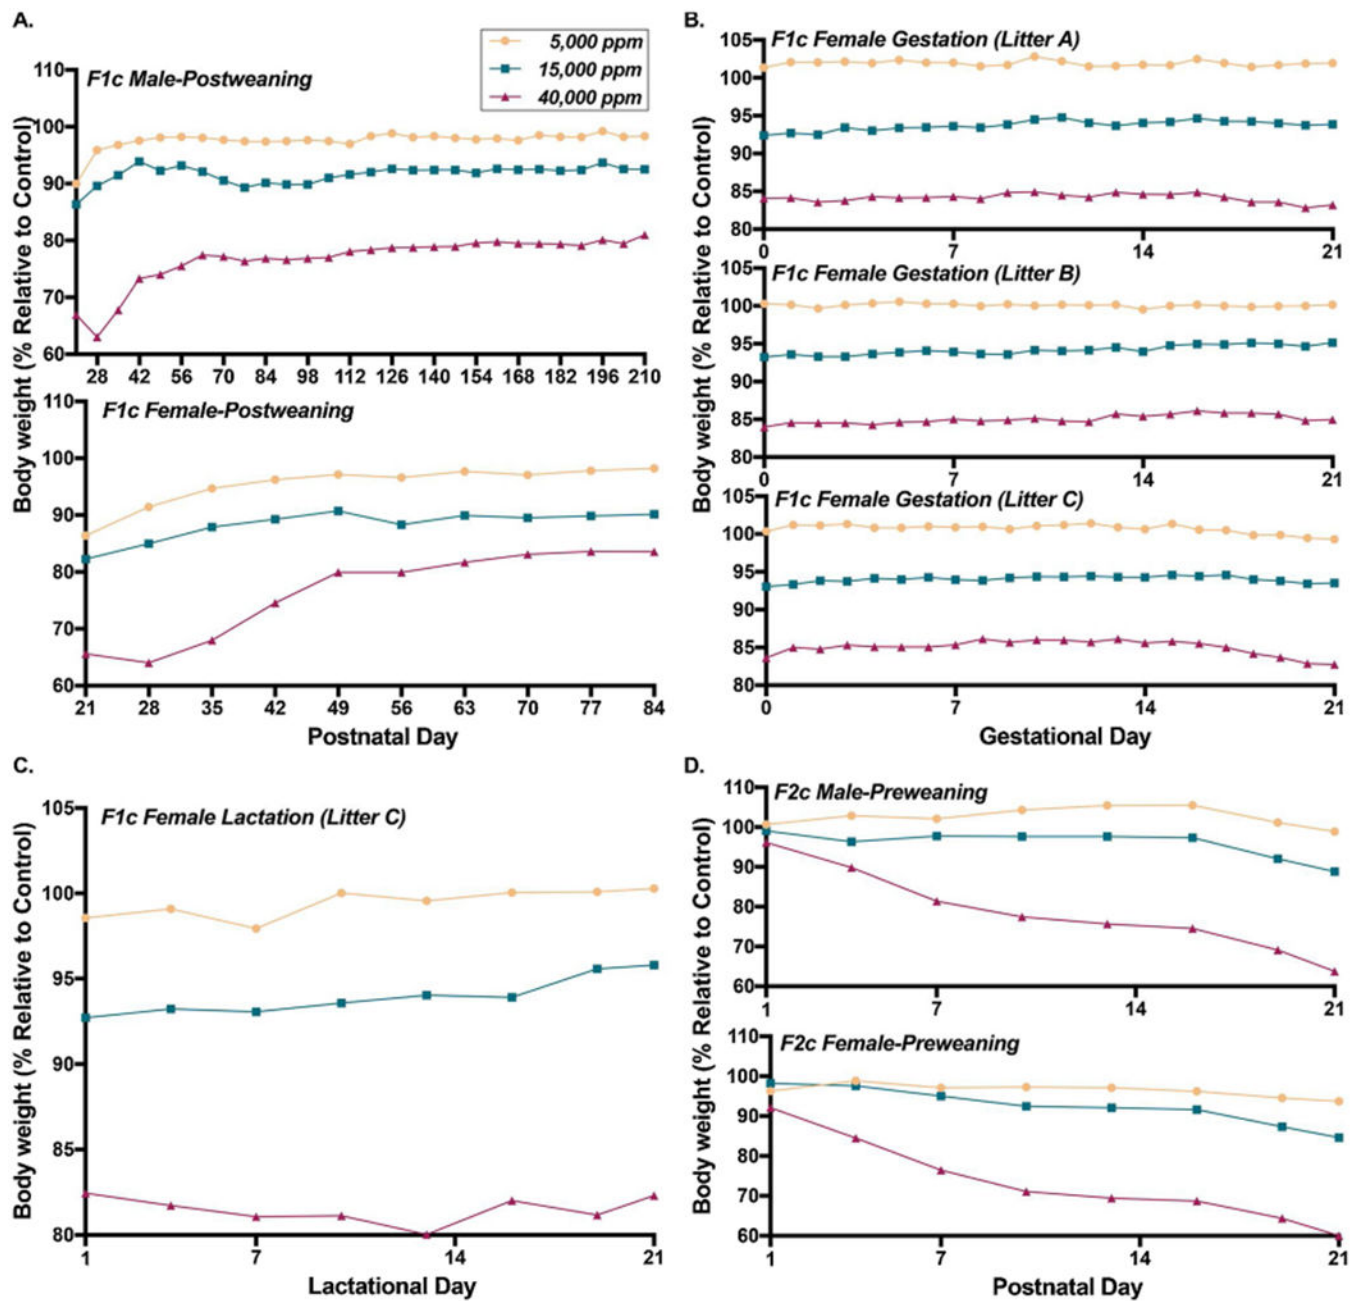 A.
5,000 ppm
15,000 ppm
40,000 ppm
F1c Male-Postweaning
Body weight (% Relative to Control)
110
100
90
80
70
60
28 42 56 70 84 98 112 126 140 154 168 182 196 210
F1c Female-Postweaning
110
100
90
80
70
60
21 28 35 42 49 56 63 70 77 84
Postnatal Day
B.
F1c Female Gestation (Litter A)
Body weight (% Relative to Control)
105
100
95
90
85
80
0 7 14 21
F1c Female Gestation (Litter B)
105
100
95
90
85
80
0 7 14 21
F1c Female Gestation (Litter C)
105
100
95
90
85
80
0 7 14 21
Gestational Day
C.
F1c Female Lactation (Litter C)
Body weight (% Relative to Control)
105
100
95
90
85
80
1 7 14 21
Lactational Day
D.
F2c Male-Preweaning
Body weight (% Relative to Control)
110
100
90
80
70
60
1 7 14 21
F2c Female-Preweaning
110
100
90
80
70
60
1 7 14 21
Postnatal Day